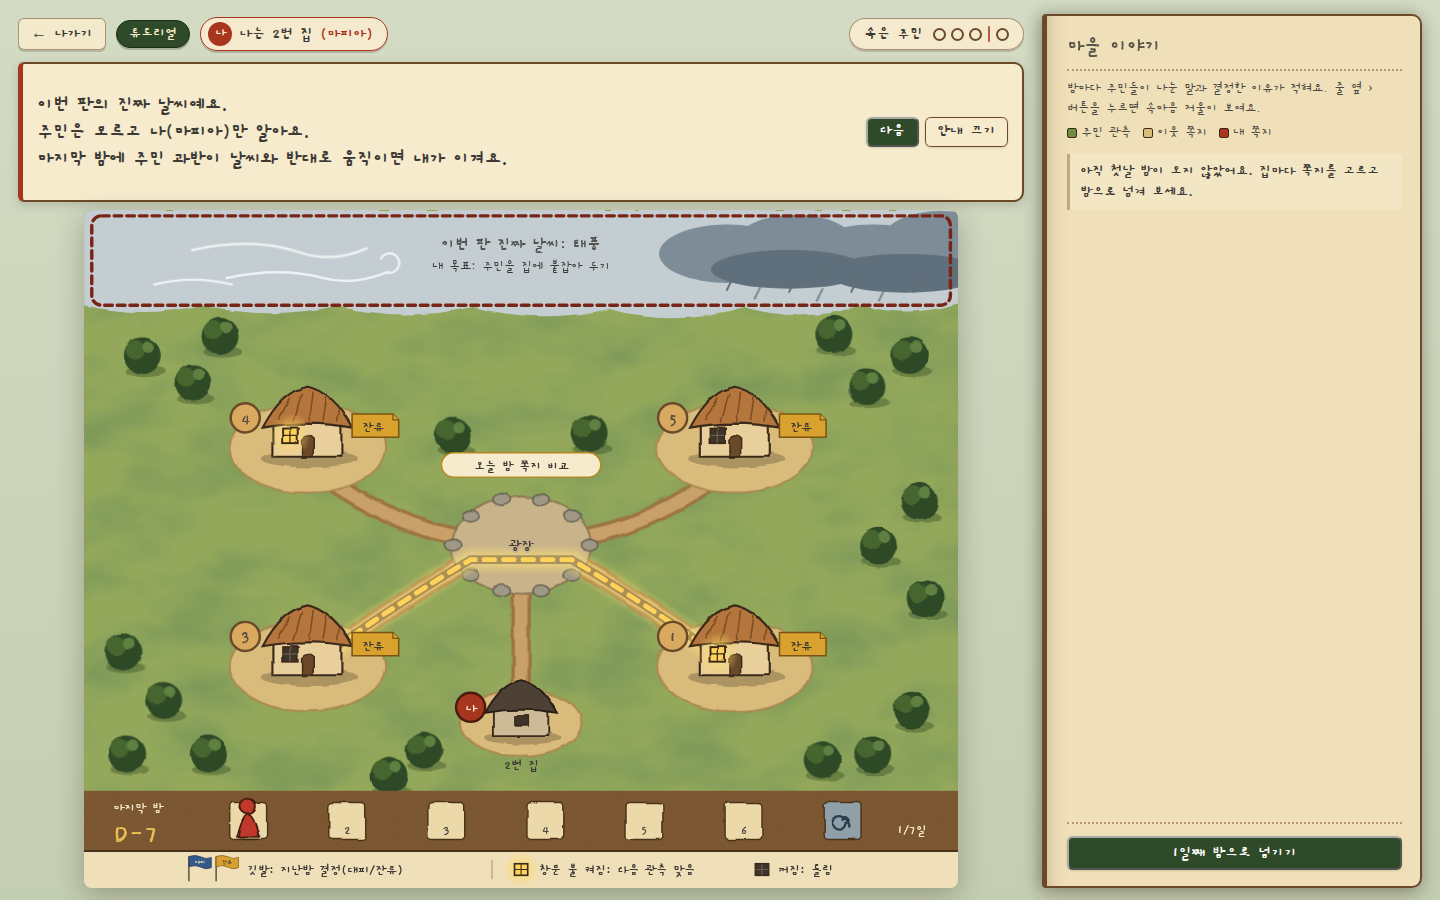 ← 나가기
튜토리얼
나 나는 2번 집 (마피아)
속은 주민
이번 판의 진짜 날씨예요.
주민은 모르고 나(마피아)만 알아요.
마지막 밤에 주민 과반이 날씨와 반대로 움직이면 내가 이겨요.
다음
안내 끄기
이번 판 진짜 날씨: 태풍
내 목표: 주민을 집에 붙잡아 두기
4
잔류
5
잔류
오늘 밤 쪽지 비교
광장
3
잔류
1
잔류
나
2번 집
마지막 밤
D-7
2
3
4
5
6
1/7일
대피
잔류
깃발: 지난밤 결정(대피/잔류)
창문 불 켜짐: 다음 관측 맞음
꺼짐: 틀림
마을 이야기
밤마다 주민들이 나눈 말과 결정한 이유가 적혀요. 줄 옆 ›
버튼을 누르면 속마음 저울이 보여요.
주민 관측
이웃 쪽지
내 쪽지
아직 첫날 밤이 오지 않았어요. 집마다 쪽지를 고르고
밤으로 넘겨 보세요.
1일째 밤으로 넘기기